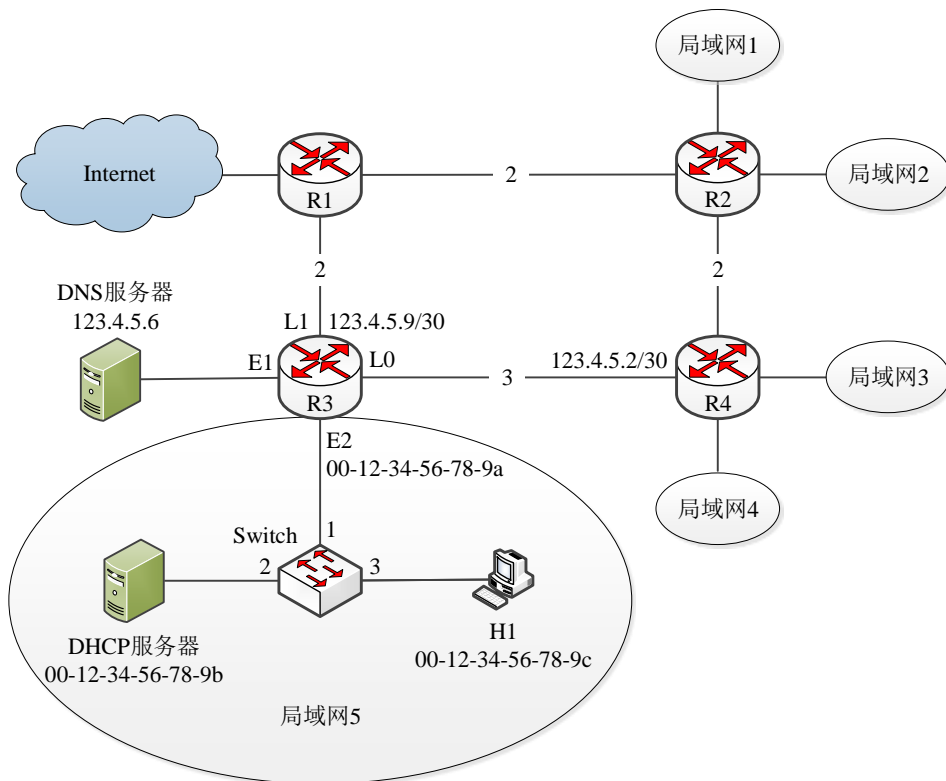 局域网1
Internet
R1
2
R2
局域网2
2
2
DNS服务器
123.4.5.6
L1
123.4.5.9/30
E1
L0
3
123.4.5.2/30
R3
R4
局域网3
E2
00-12-34-56-78-9a
局域网4
Switch
1
2
3
DHCP服务器
00-12-34-56-78-9b
H1
00-12-34-56-78-9c
局域网5